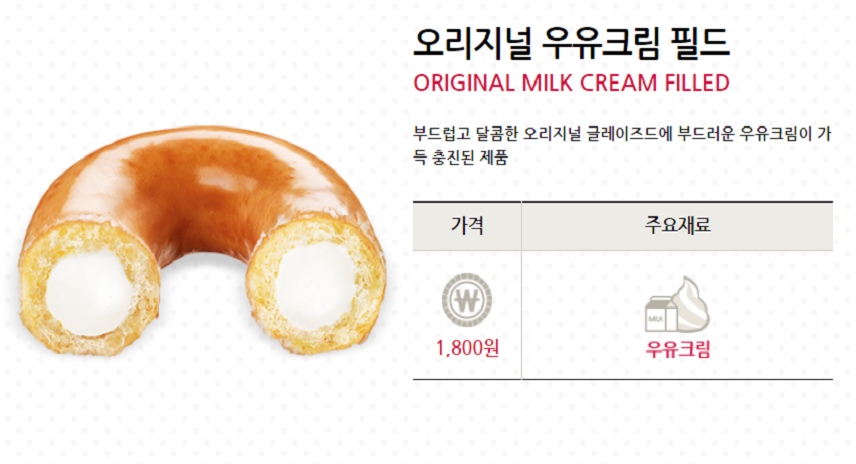 오리지널 우유크림 필드
ORIGINAL MILK CREAM FILLED
부드럽고 달콤한 오리지널 글레이즈드에 부드러운 우유크림이 가
득 충진된 제품
가격 주요재료
₩ MILK
1,800원 우유크림